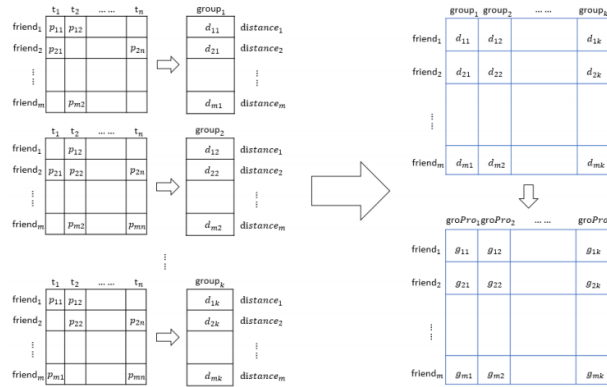 t₁ t₂ ... ... tₙ
friend₁ p₁₁ p₁₂
friend₂ p₂₁ p₂ₙ
⋮
friendₘ pₘ₂
group₁
d₁₁ distance₁
d₂₁ distance₂
⋮ ⋮
dₘ₁ distanceₘ
t₁ t₂ ... ... tₙ
friend₁ p₁₂
friend₂ p₂₁ p₂₂ p₂ₙ
⋮
friendₘ pₘ₂ pₘₙ
group₂
d₁₂ distance₁
d₂₂ distance₂
⋮ ⋮
dₘ₂ distanceₘ
⋮
t₁ t₂ ... ... tₙ
friend₁ p₁₁ p₁₂
friend₂ p₂₂ p₂ₙ
⋮
friendₘ pₘ₁ pₘₙ
groupₖ
d₁ₖ distance₁
d₂ₖ distance₂
⋮ ⋮
dₘₖ distanceₘ
group₁ group₂ ... ... groupₖ
friend₁ d₁₁ d₁₂ d₁ₖ
friend₂ d₂₁ d₂₂ d₂ₖ
⋮
friendₘ dₘ₁ dₘ₂ dₘₖ
groPro₁ groPro₂ ... ... groProₖ
friend₁ g₁₁ g₁₂ g₁ₖ
friend₂ g₂₁ g₂₂ g₂ₖ
⋮
friendₘ gₘ₁ gₘ₂ gₘₖ